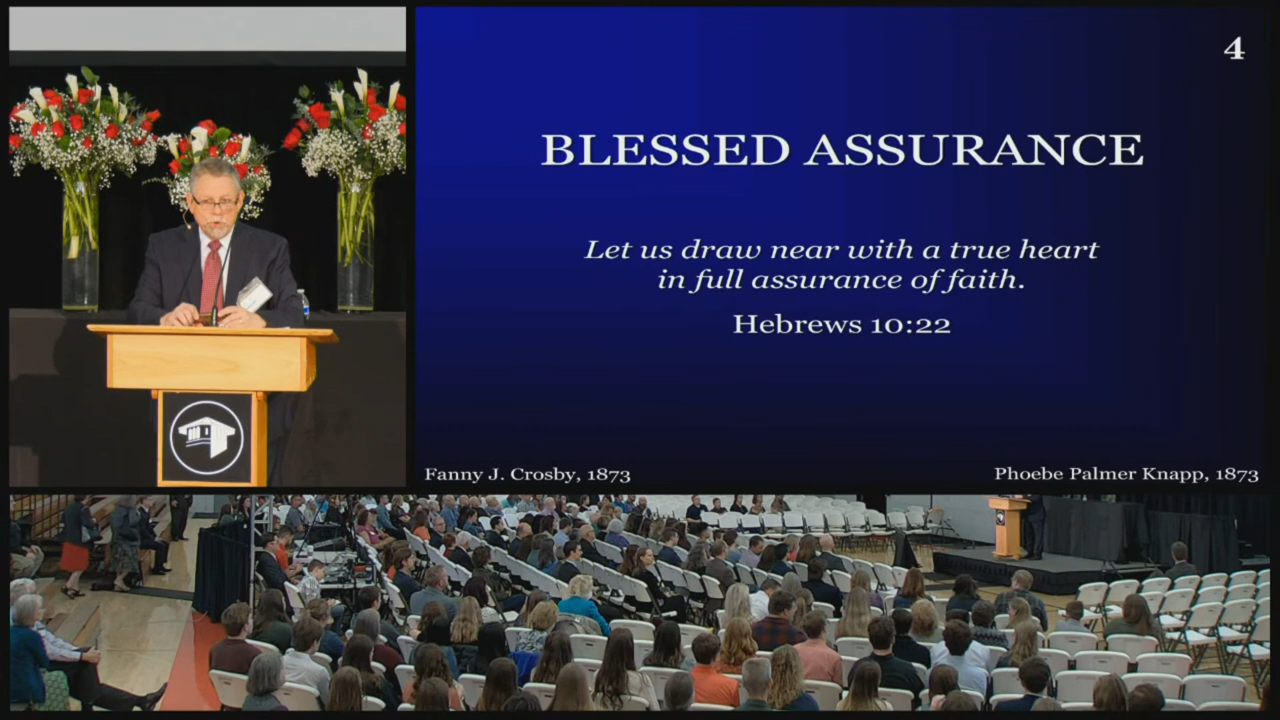 4
BLESSED ASSURANCE
Let us draw near with a true heart
in full assurance of faith.
Hebrews 10:22
Fanny J. Crosby, 1873
Phoebe Palmer Knapp, 1873